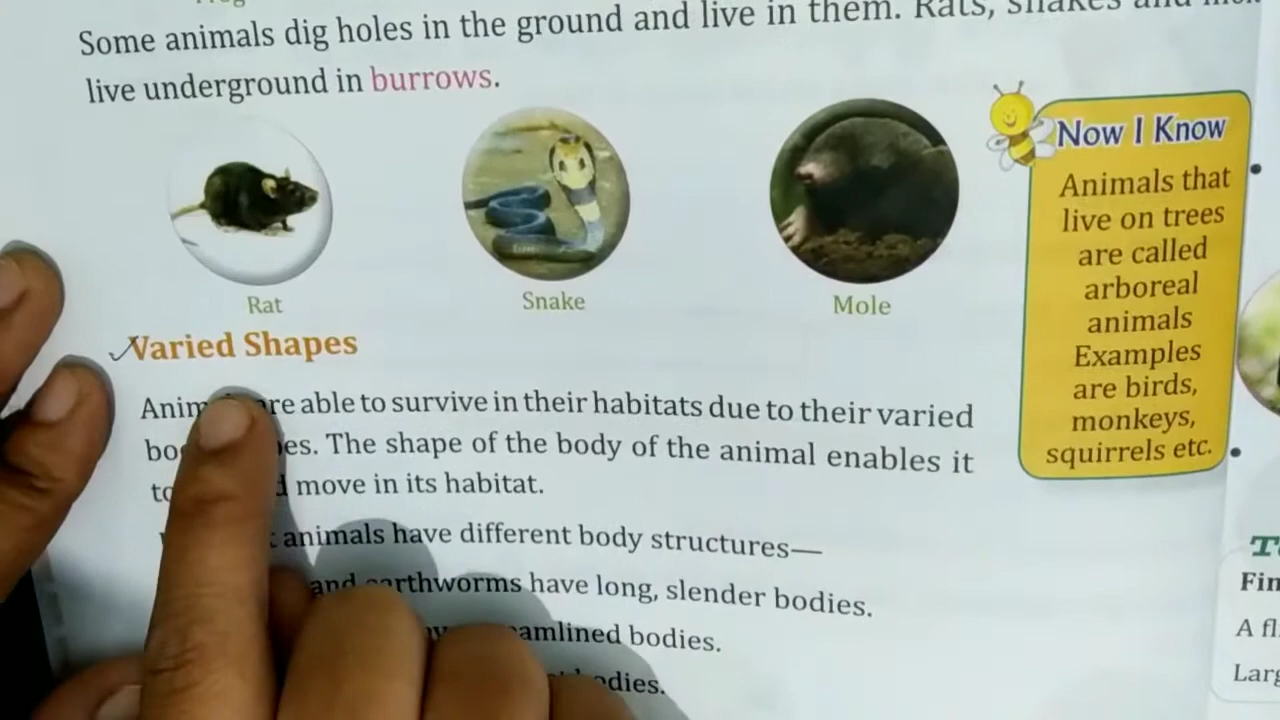 Some animals dig holes in the ground and live in them. Rats, snakes and
live underground in burrows.
Rat
Snake
Mole
Now I Know
Animals that
live on trees
are called
arboreal
animals
Examples
are birds,
monkeys,
squirrels etc.
Varied Shapes
are able to survive in their habitats due to their varied
The shape of the body of the animal enables it
move in its habitat.
animals have different body structures—
and earthworms have long, slender bodies.
bodies.
A